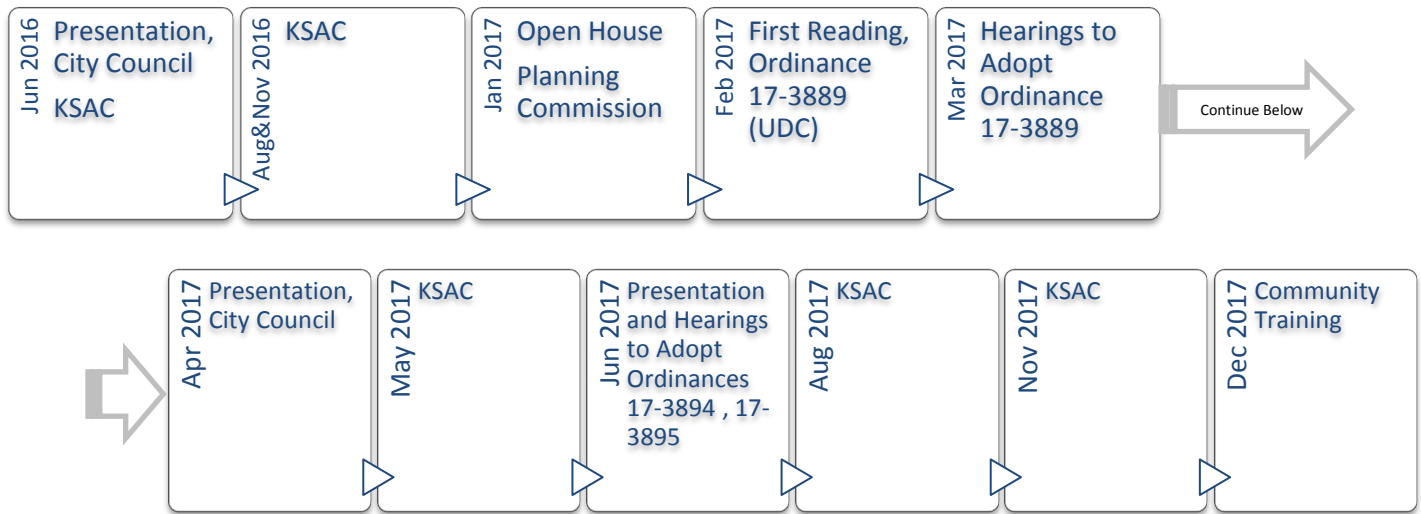 Jun 2016
Presentation,
City Council
KSAC
Aug&Nov 2016
KSAC
Jan 2017
Open House
Planning
Commission
Feb 2017
First Reading,
Ordinance
17-3889
(UDC)
Mar 2017
Hearings to
Adopt
Ordinance
17-3889
Continue Below
Apr 2017
Presentation,
City Council
May 2017
KSAC
Jun 2017
Presentation
and Hearings
to Adopt
Ordinances
17-3894 , 17-
3895
Aug 2017
KSAC
Nov 2017
KSAC
Dec 2017
Community
Training